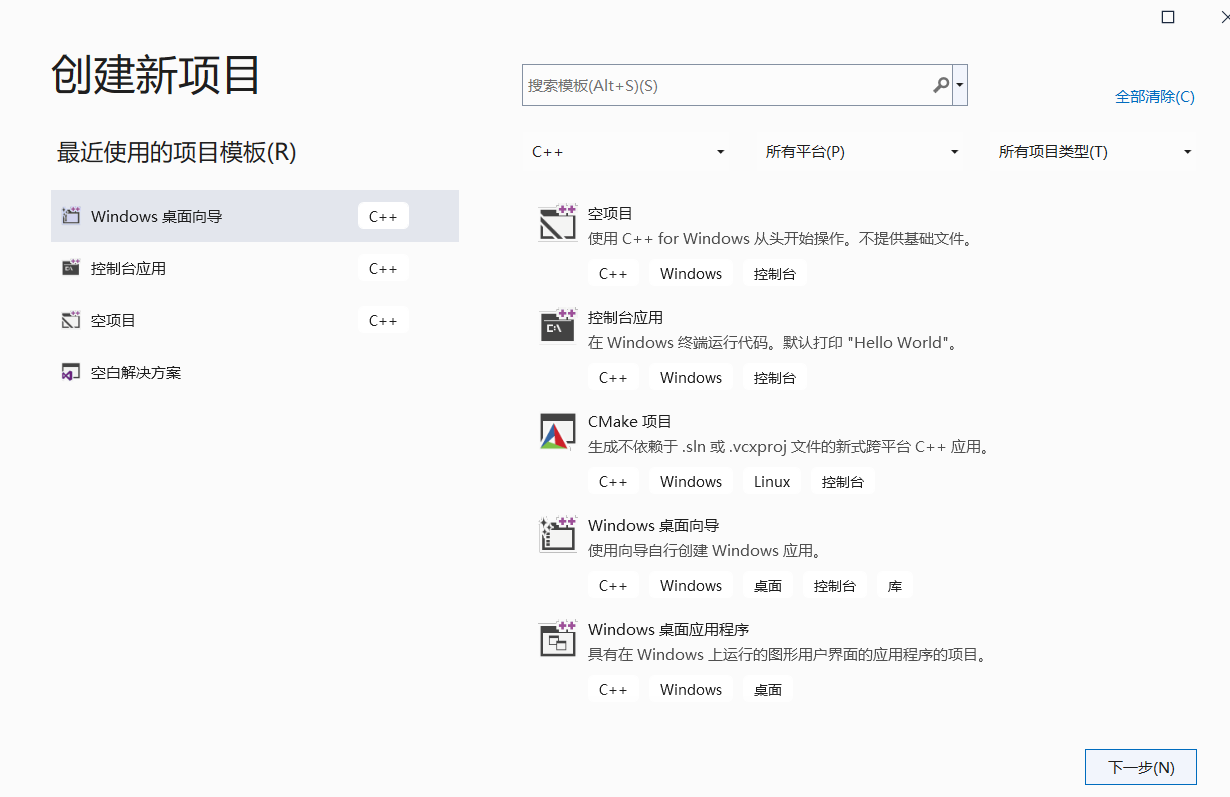 创建新项目
最近使用的项目模板(R)
Windows 桌面向导 C++
控制台应用 C++
空项目 C++
空白解决方案
搜索模板(Alt+S)(S)
全部清除(C)
C++ 所有平台(P) 所有项目类型(T)
空项目
使用 C++ for Windows 从头开始操作。不提供基础文件。
C++ Windows 控制台
控制台应用
在 Windows 终端运行代码。默认打印 "Hello World"。
C++ Windows 控制台
CMake 项目
生成不依赖于 .sln 或 .vcxproj 文件的新式跨平台 C++ 应用。
C++ Windows Linux 控制台
Windows 桌面向导
使用向导自行创建 Windows 应用。
C++ Windows 桌面 控制台 库
Windows 桌面应用程序
具有在 Windows 上运行的图形用户界面的应用程序的项目。
C++ Windows 桌面
下一步(N)